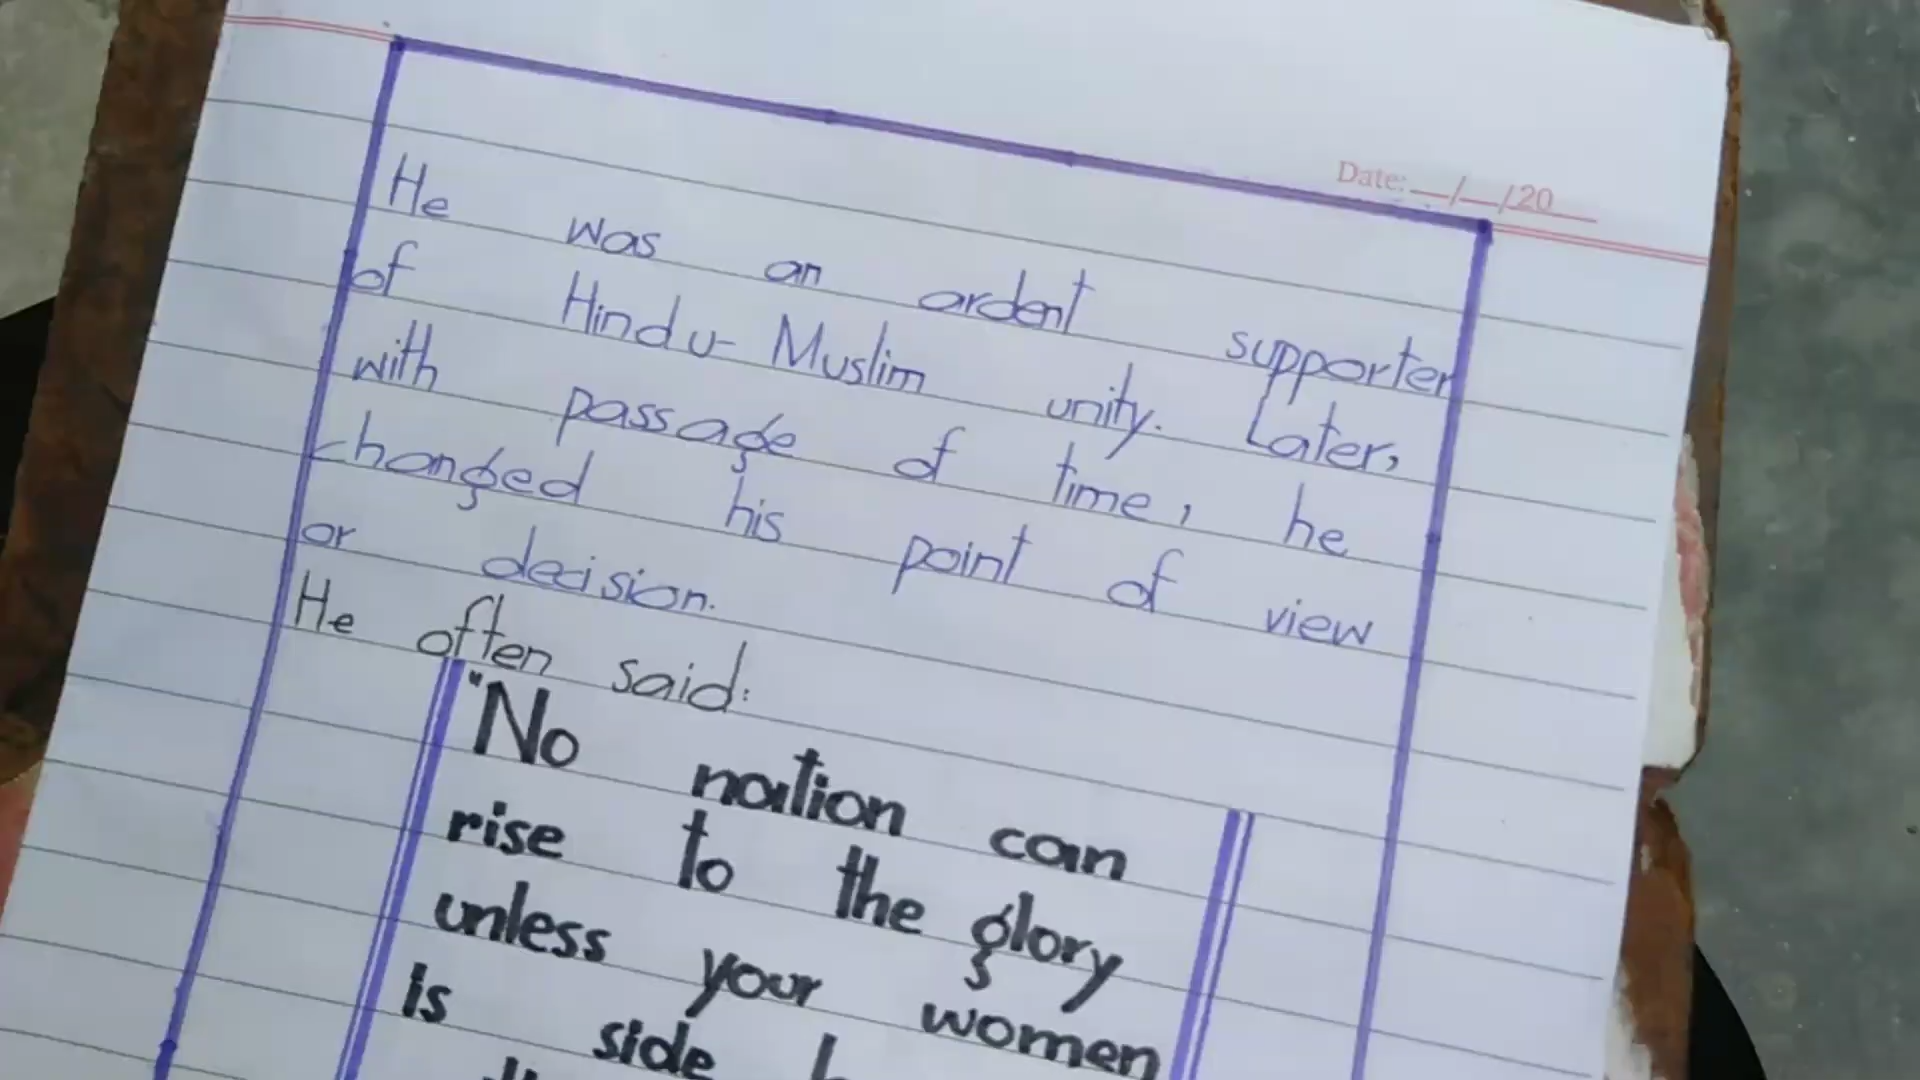 Date: __/__/20__
He was an ardent supporter
of Hindu-Muslim unity. Later,
with passage of time, he
changed his point of view
or decision.
He often said:
"No nation can
rise to the glory
unless your women
is side